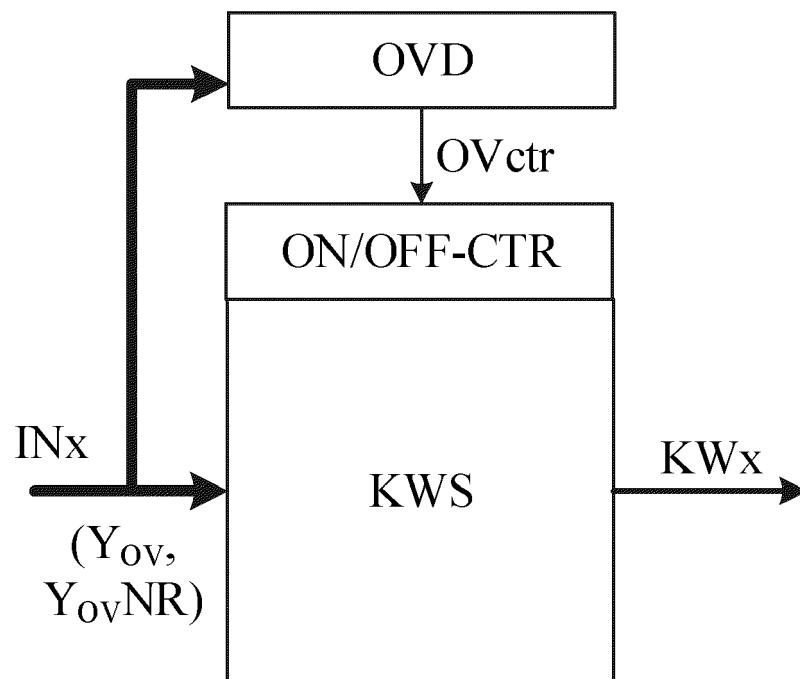 OVD
OVctr
ON/OFF-CTR
INx
KWS
KWx
(Yov,
YovNR)